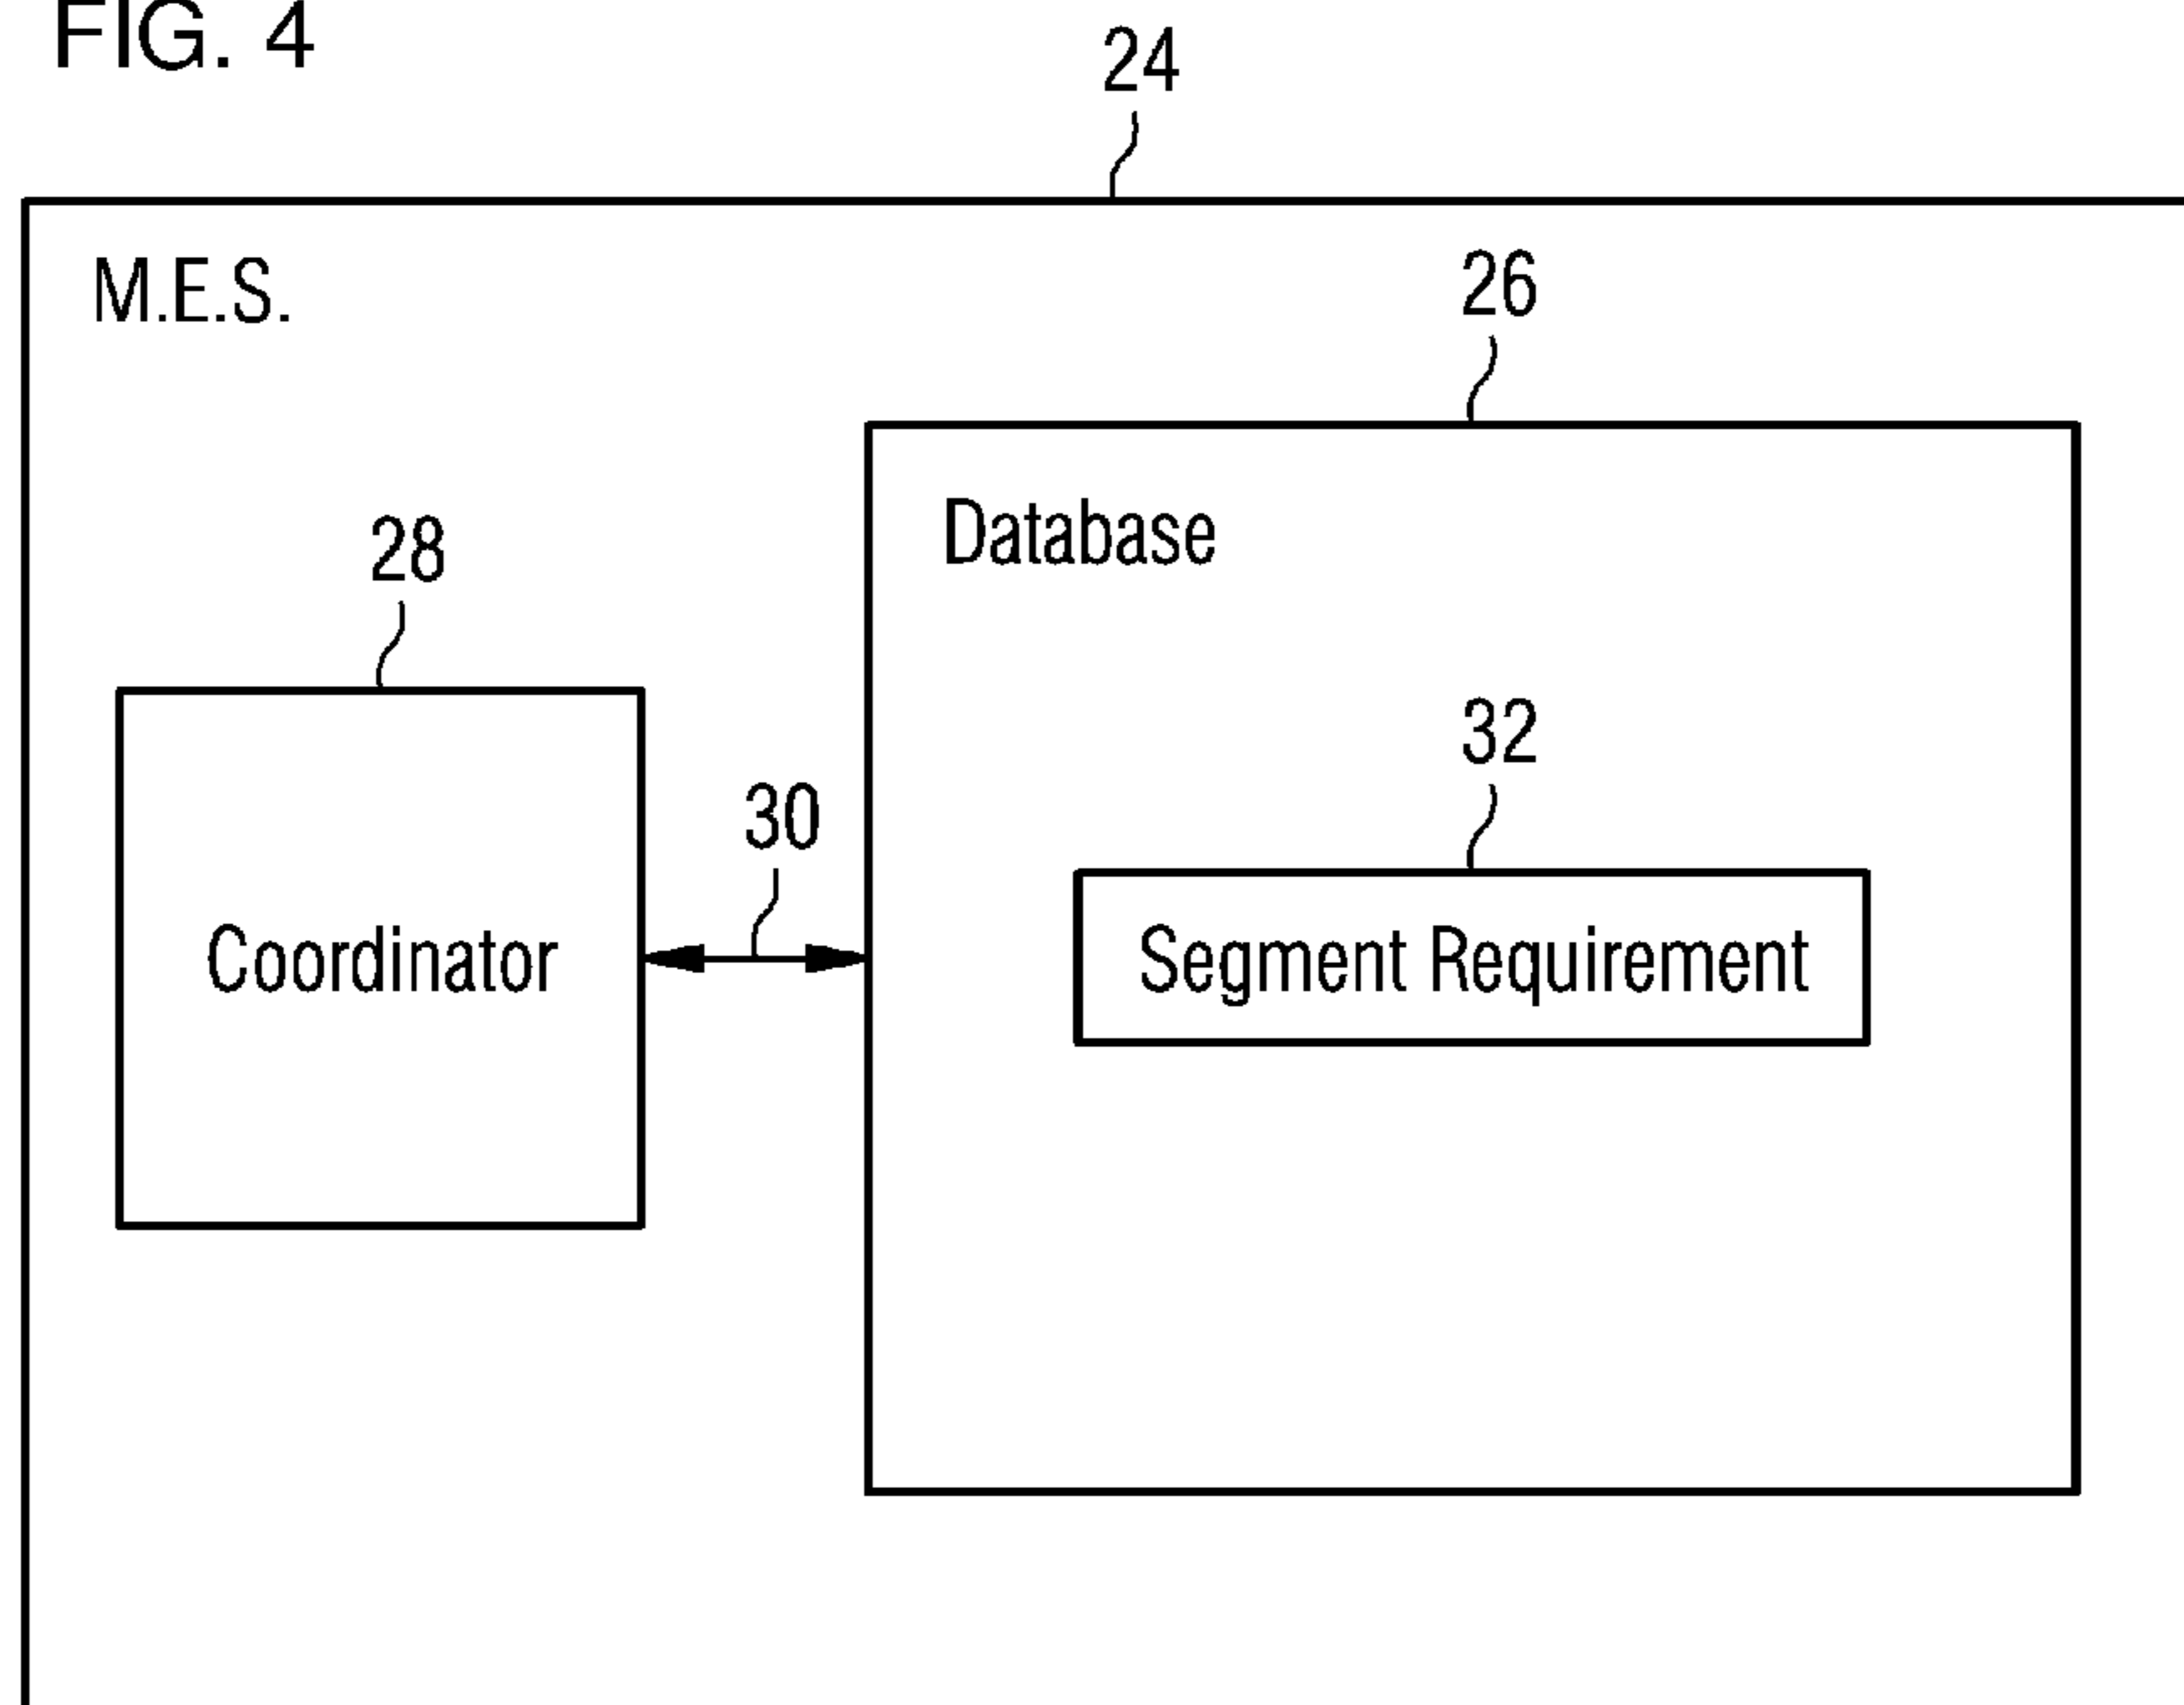 FIG. 4
24
M.E.S.
26
Database
28
32
30
Coordinator
Segment Requirement